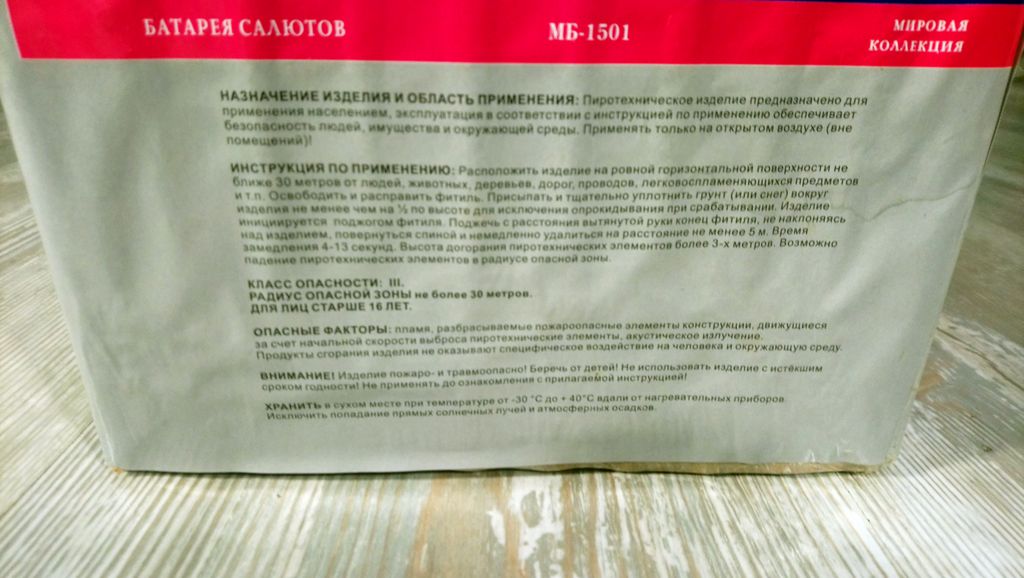 БАТАРЕЯ САЛЮТОВ
МБ-1501
МИРОВАЯ
КОЛЛЕКЦИЯ
НАЗНАЧЕНИЕ ИЗДЕЛИЯ И ОБЛАСТЬ ПРИМЕНЕНИЯ: Пиротехническое изделие предназначено для
применения населением, эксплуатация в соответствии с инструкцией по применению обеспечивает
безопасность людей, имущества и окружающей среды. Применять только на открытом воздухе (вне
помещений)!
ИНСТРУКЦИЯ ПО ПРИМЕНЕНИЮ: Расположить изделие на ровной горизонтальной поверхности не
ближе 30 метров от людей, животных, деревьев, дорог, проводов, легковоспламеняющихся предметов
и т.п. Освободить и расправить фитиль. Присыпать и тщательно уплотнить грунт (или снег) вокруг
изделия не менее чем на ½ по высоте для исключения опрокидывания при срабатывании. Изделие
инициируется поджогом фитиля. Поджечь с расстояния вытянутой руки конец фитиля, не наклоняясь
над изделием, повернуться спиной и немедленно удалиться на расстояние не менее 5 м. Время
замедления 4-13 секунд. Высота догорания пиротехнических элементов более 3-х метров. Возможно
падение пиротехнических элементов в радиусе опасной зоны.
КЛАСС ОПАСНОСТИ: III.
РАДИУС ОПАСНОЙ ЗОНЫ не более 30 метров.
ДЛЯ ЛИЦ СТАРШЕ 16 ЛЕТ.
ОПАСНЫЕ ФАКТОРЫ: пламя, разбрасываемые пожароопасные элементы конструкции, движущиеся
за счет начальной скорости выброса пиротехнические элементы, акустическое излучение.
Продукты сгорания изделия не оказывают специфическое воздействие на человека и окружающую среду.
ВНИМАНИЕ! Изделие пожаро- и травмоопасно! Беречь от детей! Не использовать изделие с истёкшим
сроком годности! Не применять до ознакомления с прилагаемой инструкцией!
ХРАНИТЬ в сухом месте при температуре от -30 °С до + 40°С вдали от нагревательных приборов.
Исключить попадание прямых солнечных лучей и атмосферных осадков.